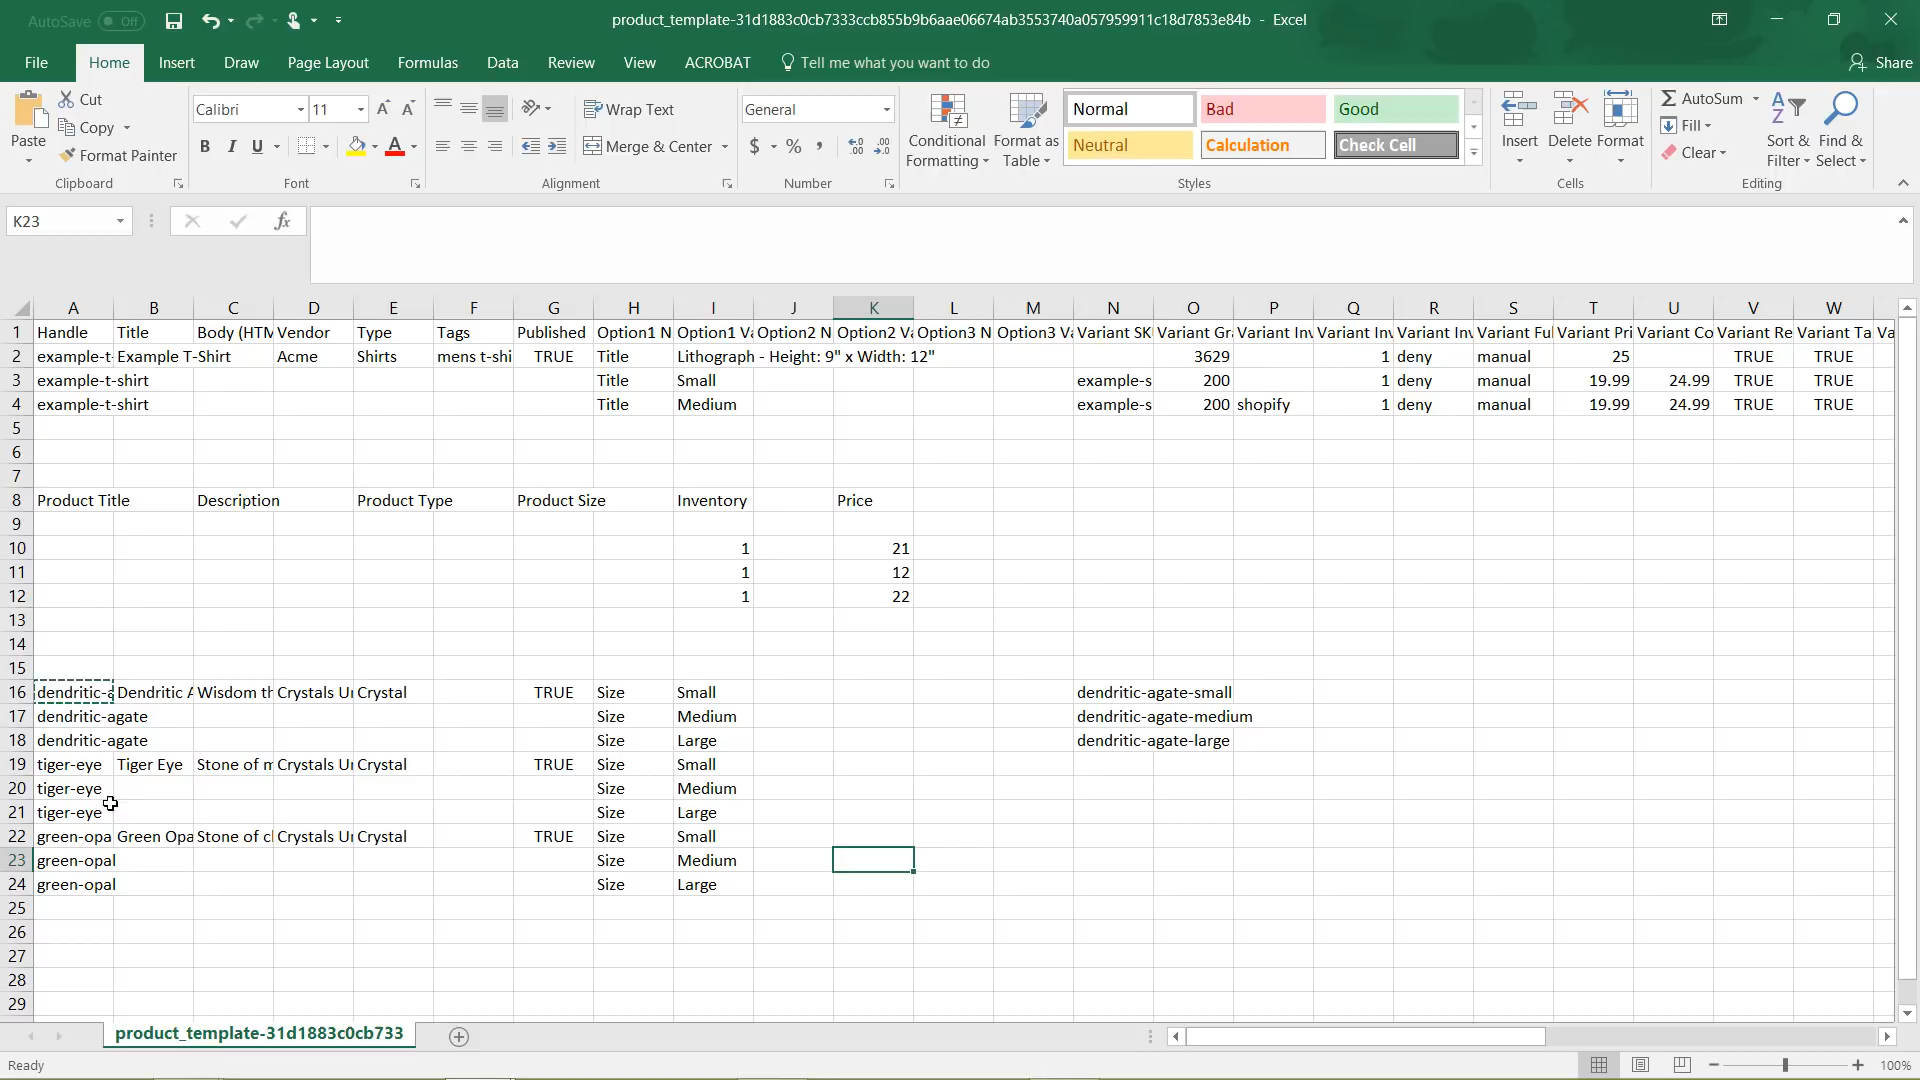 AutoSave Off product_template-31d1883c0cb7333ccb855b9b6aae06674ab3553740a057959911c18d7853e84b - Excel
File Home Insert Draw Page Layout Formulas Data Review View ACROBAT Tell me what you want to do Share
Paste Cut Copy Format Painter Clipboard
Calibri 11 B I U A Font
Wrap Text Merge & Center Alignment
General $ % , Number
Conditional Formatting Format as Table Normal Bad Good Neutral Calculation Check Cell Styles
Insert Delete Format Cells
AutoSum Fill Clear Sort & Filter Find & Select Editing
K23 fx
A B C D E F G H I J K L M N O P Q R S T U V W
1 Handle Title Body (HTM Vendor Type Tags Published Option1 N Option1 Va Option2 N Option2 Va Option3 N Option3 Va Variant SK Variant Gra Variant Inv Variant Inv Variant Inv Variant Ful Variant Pri Variant Co Variant Re Variant Ta Va
2 example-t- Example T-Shirt Acme Shirts mens t-shi TRUE Title Lithograph - Height: 9" x Width: 12" 3629 1 deny manual 25 TRUE TRUE
3 example-t-shirt Title Small example-s 200 1 deny manual 19.99 24.99 TRUE TRUE
4 example-t-shirt Title Medium example-s 200 shopify 1 deny manual 19.99 24.99 TRUE TRUE
5
6
7
8 Product Title Description Product Type Product Size Inventory Price
9
10 1 21
11 1 12
12 1 22
13
14
15
16 dendritic-a Dendritic A Wisdom th Crystals Un Crystal TRUE Size Small dendritic-agate-small
17 dendritic-agate Size Medium dendritic-agate-medium
18 dendritic-agate Size Large dendritic-agate-large
19 tiger-eye Tiger Eye Stone of m Crystals Un Crystal TRUE Size Small
20 tiger-eye Size Medium
21 tiger-eye Size Large
22 green-opa Green Opa Stone of cl Crystals Un Crystal TRUE Size Small
23 green-opal Size Medium
24 green-opal Size Large
25
26
27
28
29
product_template-31d1883c0cb733
Ready 100%